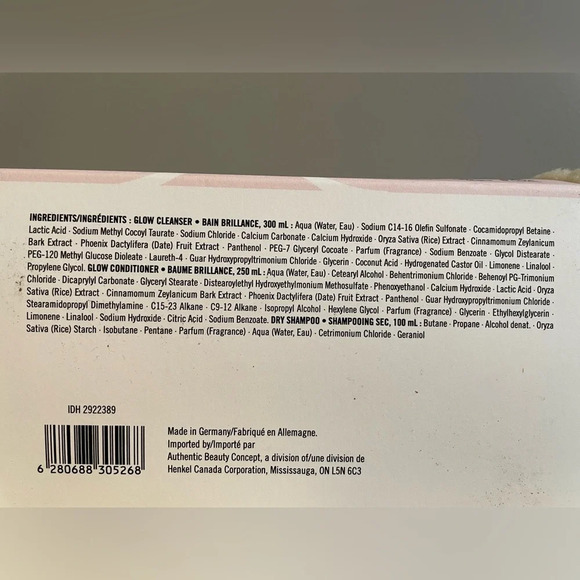 INGREDIENTS/INGRÉDIENTS : GLOW CLEANSER • BAIN BRILLANCE, 300 mL : Aqua (Water, Eau) · Sodium C14-16 Olefin Sulfonate · Cocamidopropyl Betaine ·
Lactic Acid · Sodium Methyl Cocoyl Taurate · Sodium Chloride · Calcium Carbonate · Calcium Hydroxide · Oryza Sativa (Rice) Extract · Cinnamomum Zeylanicum
Bark Extract · Phoenix Dactylifera (Date) Fruit Extract · Panthenol · PEG-7 Glyceryl Cocoate · Parfum (Fragrance) · Sodium Benzoate · Glycol Distearate ·
PEG-120 Methyl Glucose Dioleate · Laureth-4 · Guar Hydroxypropyltrimonium Chloride · Glycerin · Coconut Acid · Hydrogenated Castor Oil · Limonene · Linalool ·
Propylene Glycol. GLOW CONDITIONER • BAUME BRILLANCE, 250 mL : Aqua (Water, Eau) · Cetearyl Alcohol · Behentrimonium Chloride · Behenoyl PG-Trimonium
Chloride · Dicaprylyl Carbonate · Glyceryl Stearate · Distearoylethyl Hydroxyethylmonium Methosulfate · Phenoxyethanol · Calcium Hydroxide · Lactic Acid · Oryza
Sativa (Rice) Extract · Cinnamomum Zeylanicum Bark Extract · Phoenix Dactylifera (Date) Fruit Extract · Panthenol · Guar Hydroxypropyltrimonium Chloride ·
Stearamidopropyl Dimethylamine · C15-23 Alkane · C9-12 Alkane · Isopropyl Alcohol · Hexylene Glycol · Parfum (Fragrance) · Glycerin · Ethylhexylglycerin ·
Limonene · Linalool · Sodium Hydroxide · Citric Acid · Sodium Benzoate. DRY SHAMPOO • SHAMPOOING SEC, 100 mL : Butane · Propane · Alcohol denat. · Oryza
Sativa (Rice) Starch · Isobutane · Pentane · Parfum (Fragrance) · Aqua (Water, Eau) · Cetrimonium Chloride · Geraniol
IDH 2922389
6 280688 305268
Made in Germany/Fabriqué en Allemagne.
Imported by/Importé par
Authentic Beauty Concept, a division of/une division de
Henkel Canada Corporation, Mississauga, ON L5N 6C3